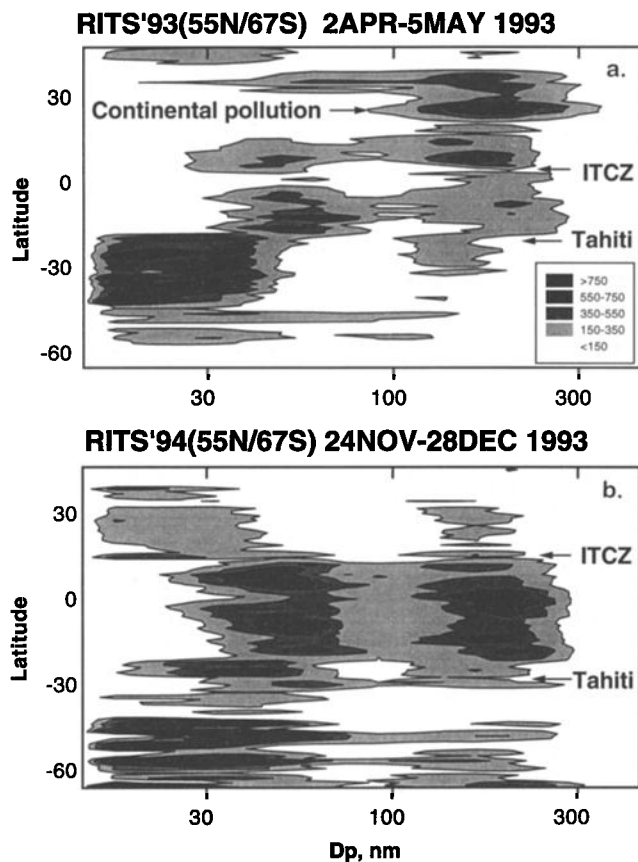 RITS'93(55N/67S) 2APR-5MAY 1993
a.
30
Continental pollution
ITCZ
0
Latitude
Tahiti
-30
>750
550-750
350-550
150-350
<150
-60
30 100 300
RITS'94(55N/67S) 24NOV-28DEC 1993
b.
30
ITCZ
0
Latitude
Tahiti
-30
-60
30 100 300
Dp, nm